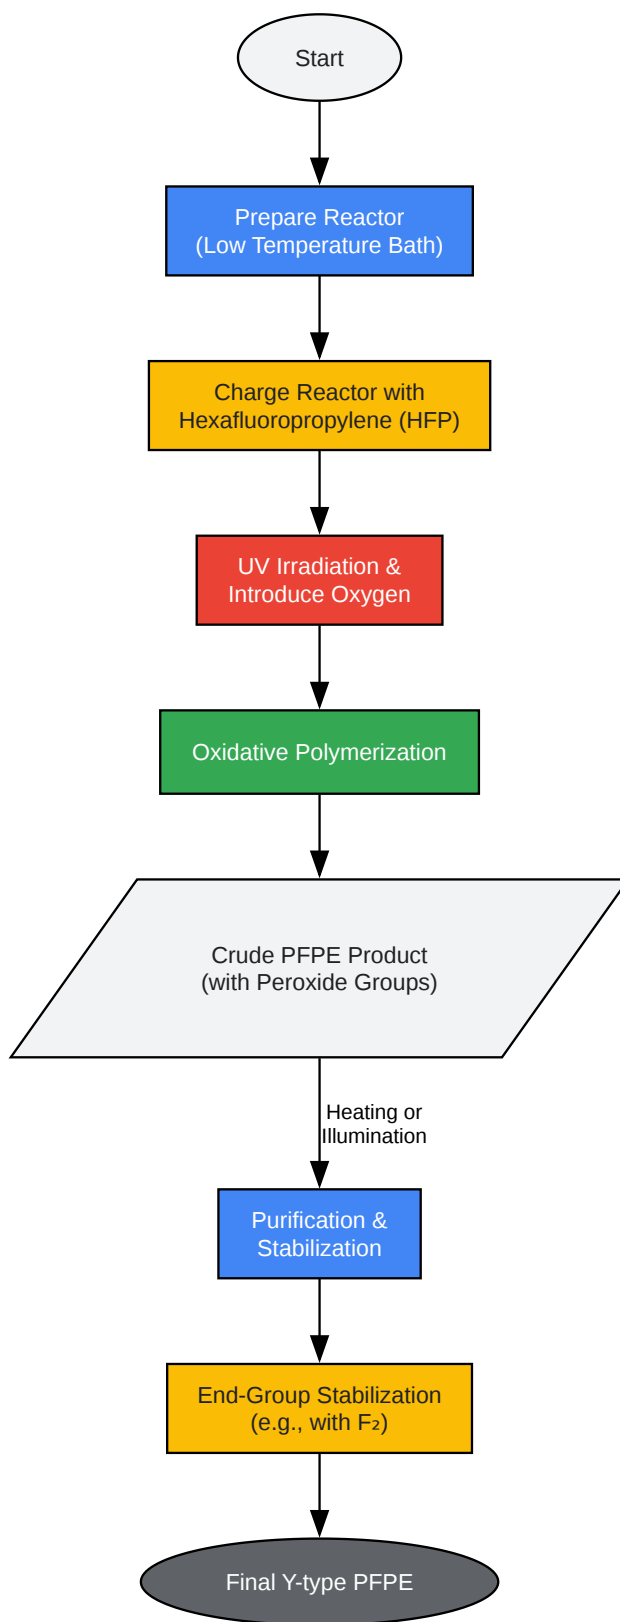 Start
Prepare Reactor
(Low Temperature Bath)
Charge Reactor with
Hexafluoropropylene (HFP)
UV Irradiation &
Introduce Oxygen
Oxidative Polymerization
Crude PFPE Product
(with Peroxide Groups)
Heating or
Illumination
Purification &
Stabilization
End-Group Stabilization
(e.g., with F₂)
Final Y-type PFPE